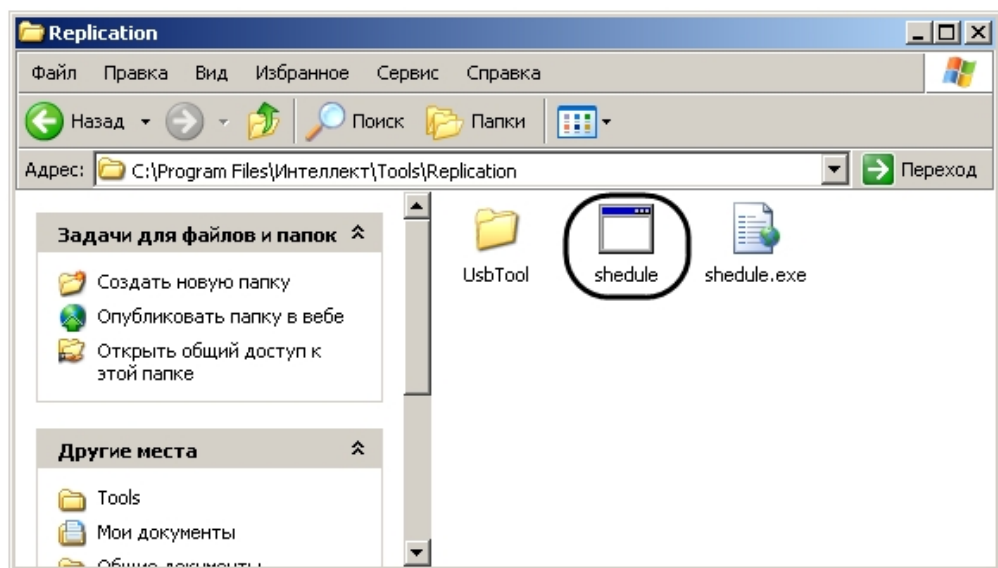 Replication
Файл Правка Вид Избранное Сервис Справка
Назад Поиск Папки
Адрес: C:\Program Files\Интеллект\Tools\Replication Переход
Задачи для файлов и папок
Создать новую папку
Опубликовать папку в вебе
Открыть общий доступ к
этой папке
Другие места
Tools
Мои документы
Общие документы
UsbTool shedule shedule.exe